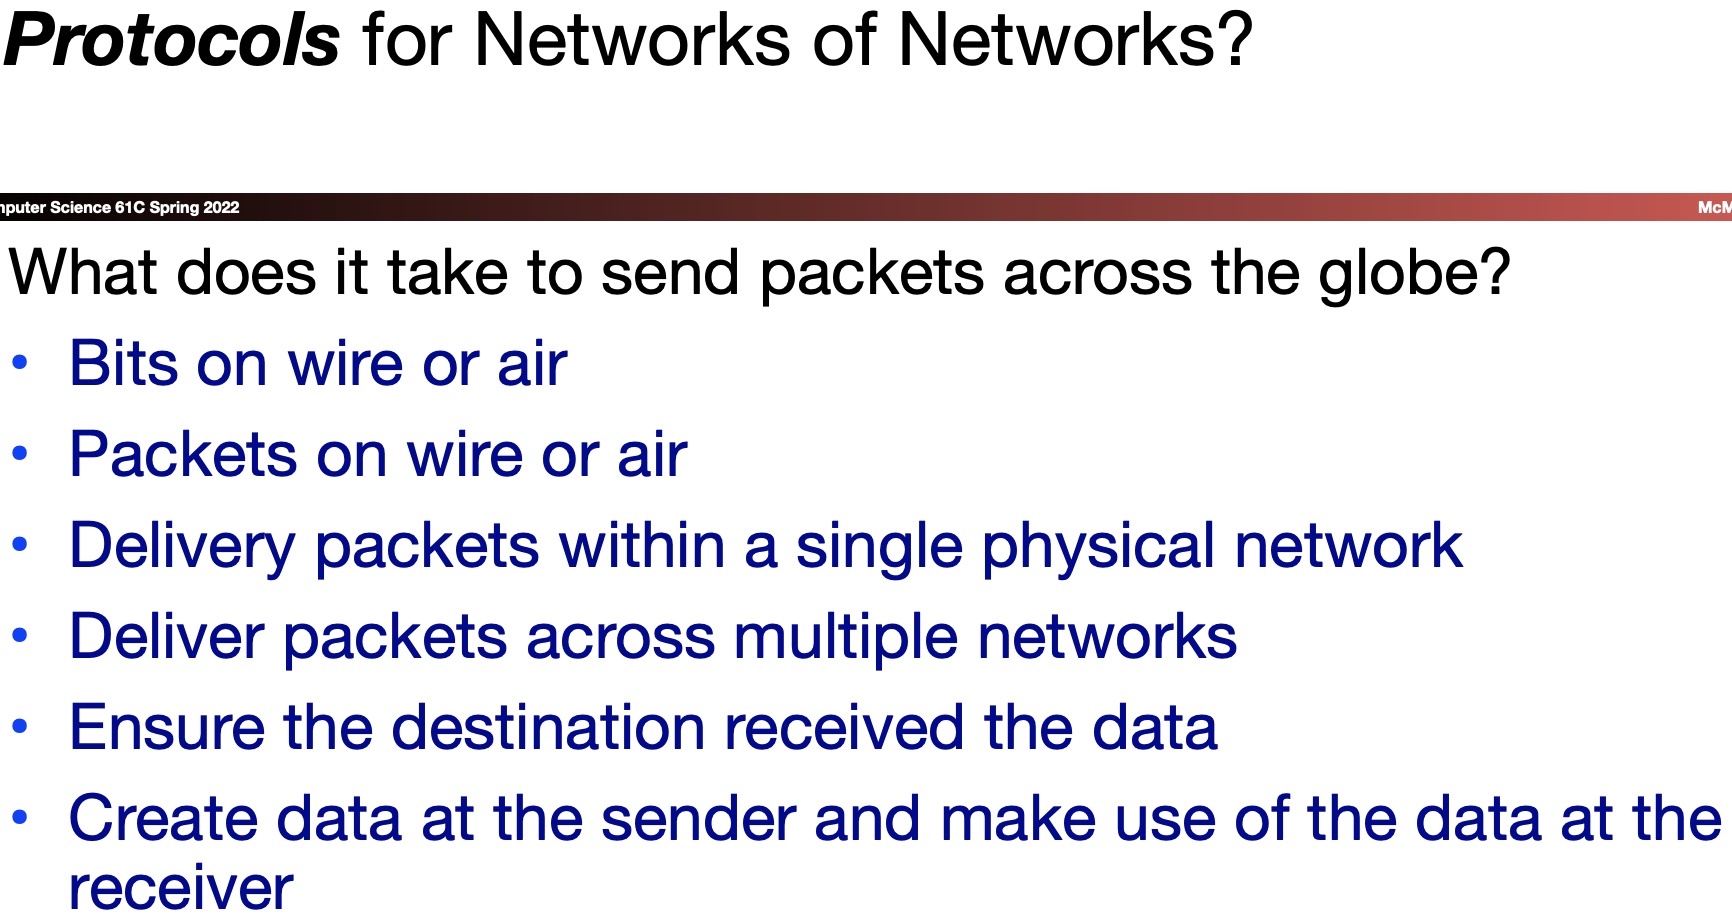 Protocols for Networks of Networks?
mputer Science 61C Spring 2022
McM
What does it take to send packets across the globe?
• Bits on wire or air
• Packets on wire or air
• Delivery packets within a single physical network
• Deliver packets across multiple networks
• Ensure the destination received the data
• Create data at the sender and make use of the data at the
receiver